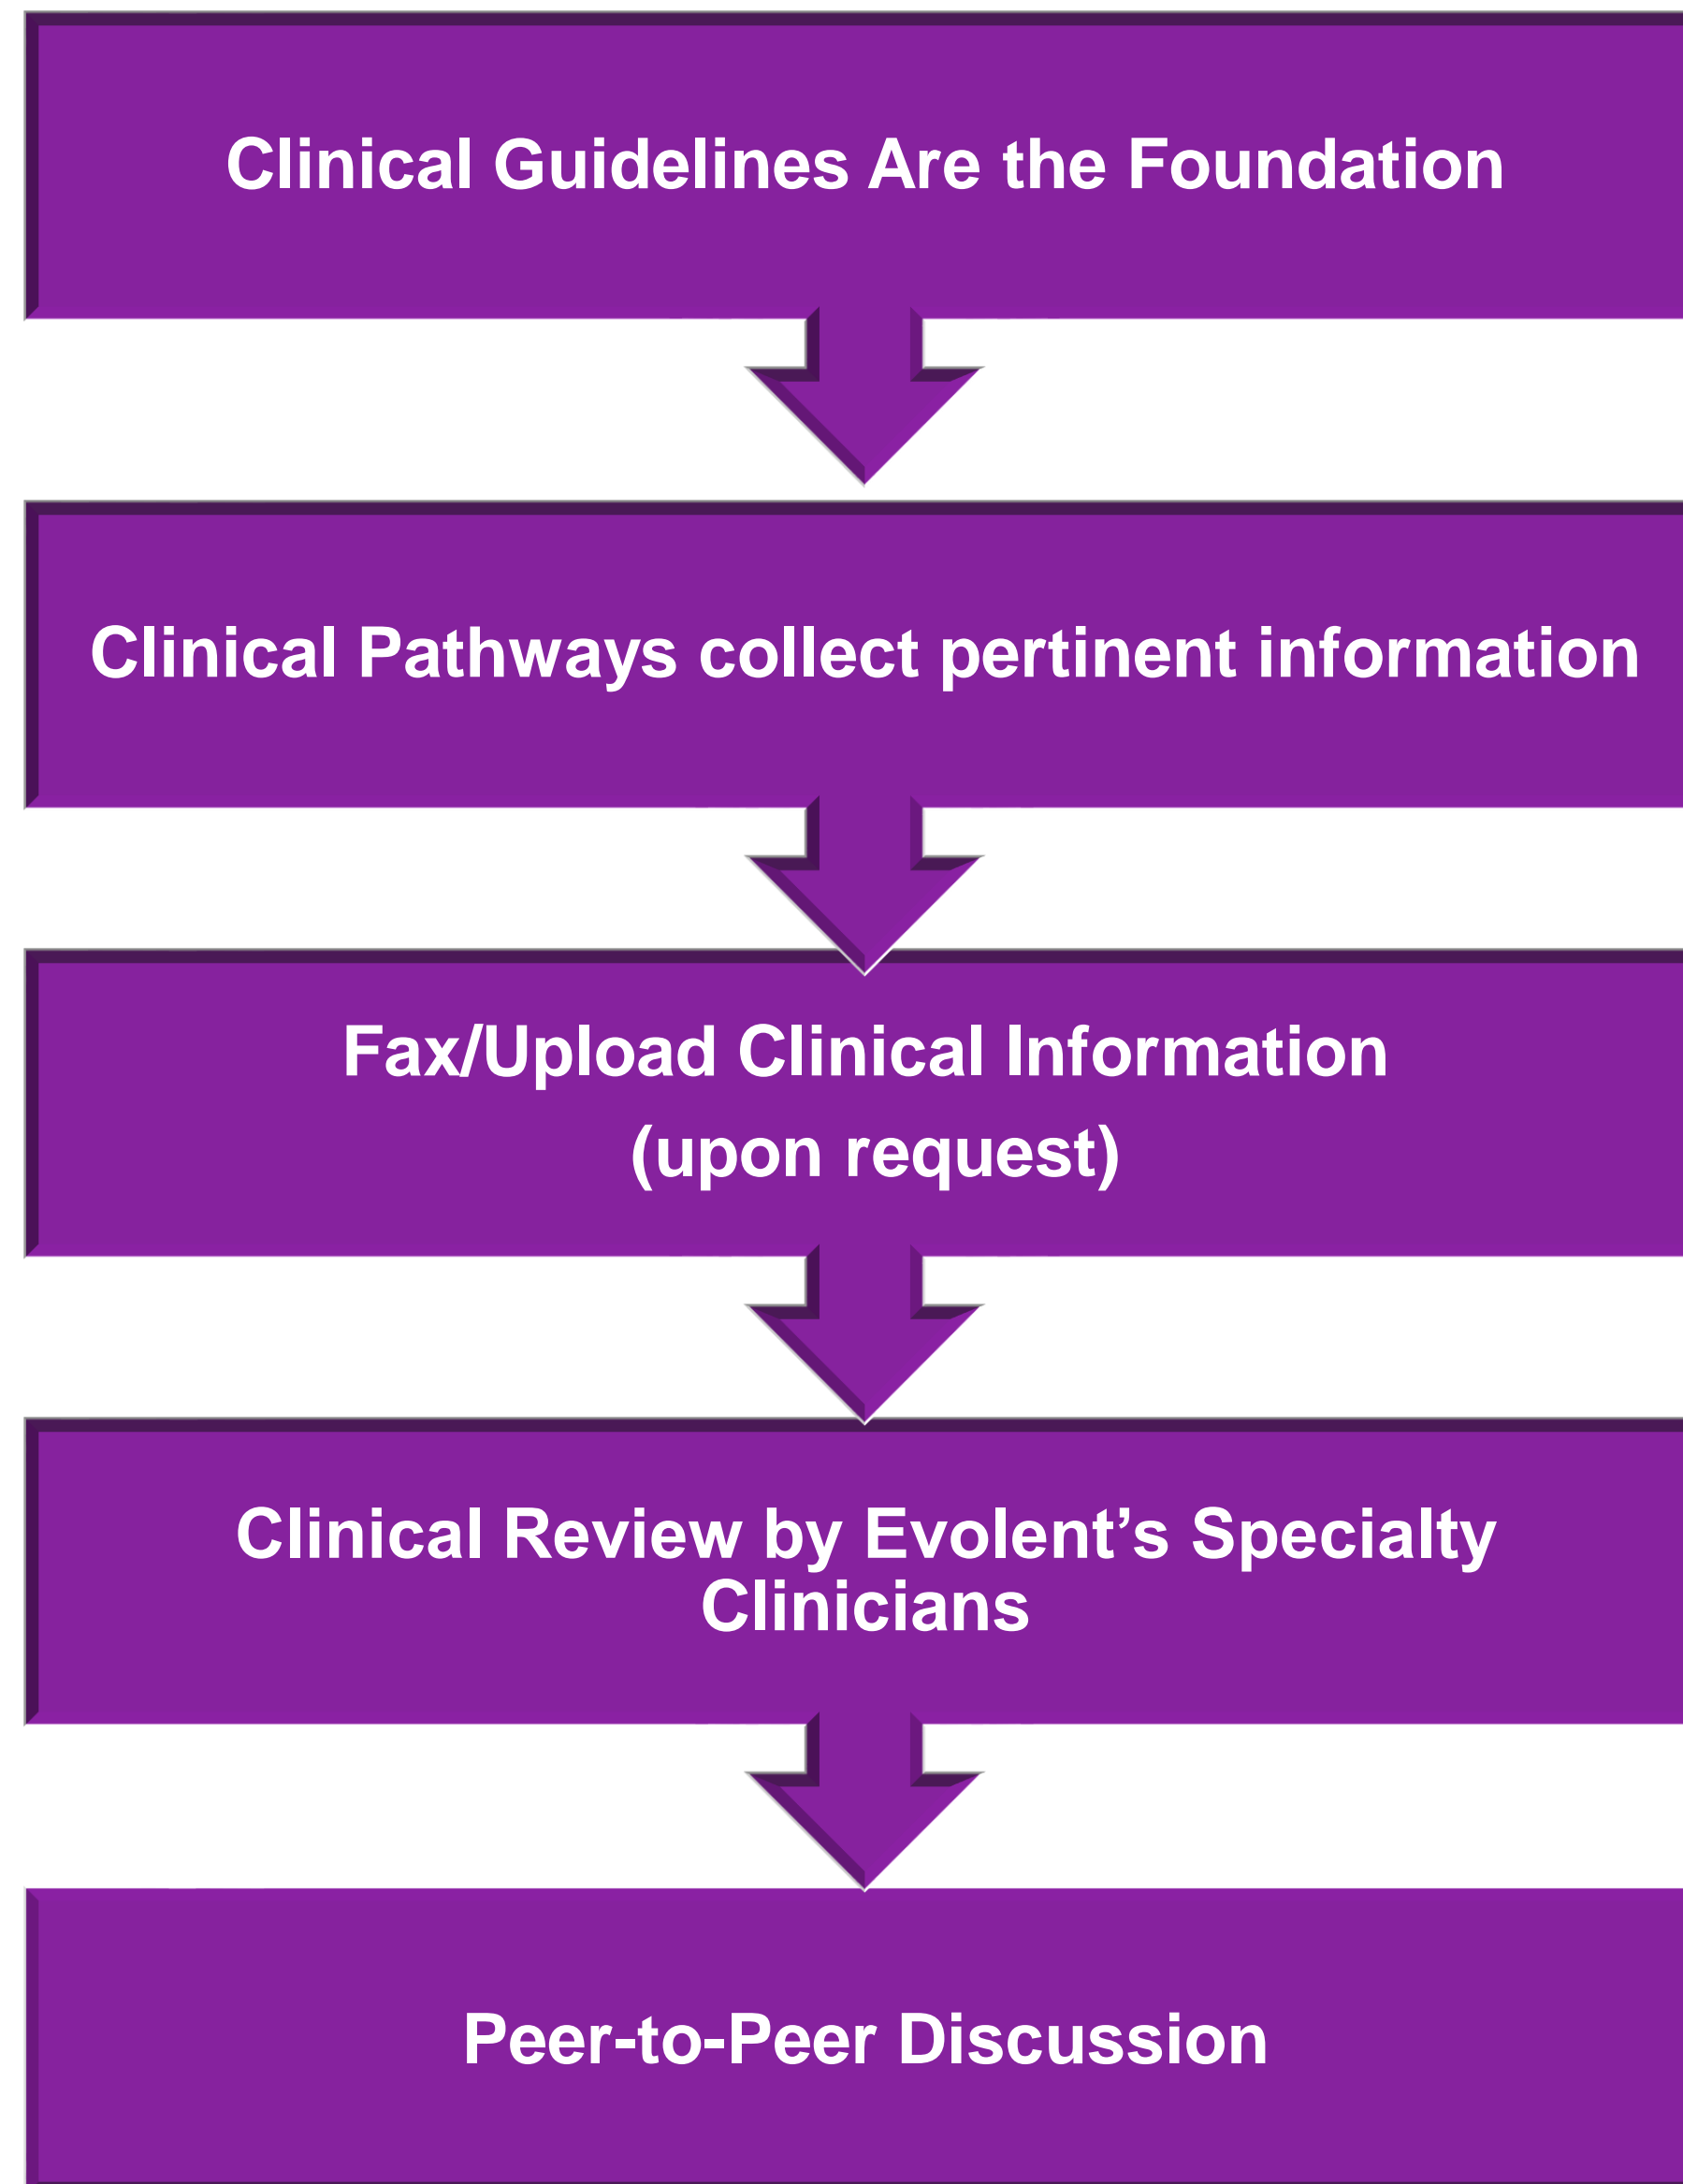 Clinical Guidelines Are the Foundation
Clinical Pathways collect pertinent information
Fax/Upload Clinical Information
(upon request)
Clinical Review by Evolent’s Specialty
Clinicians
Peer-to-Peer Discussion